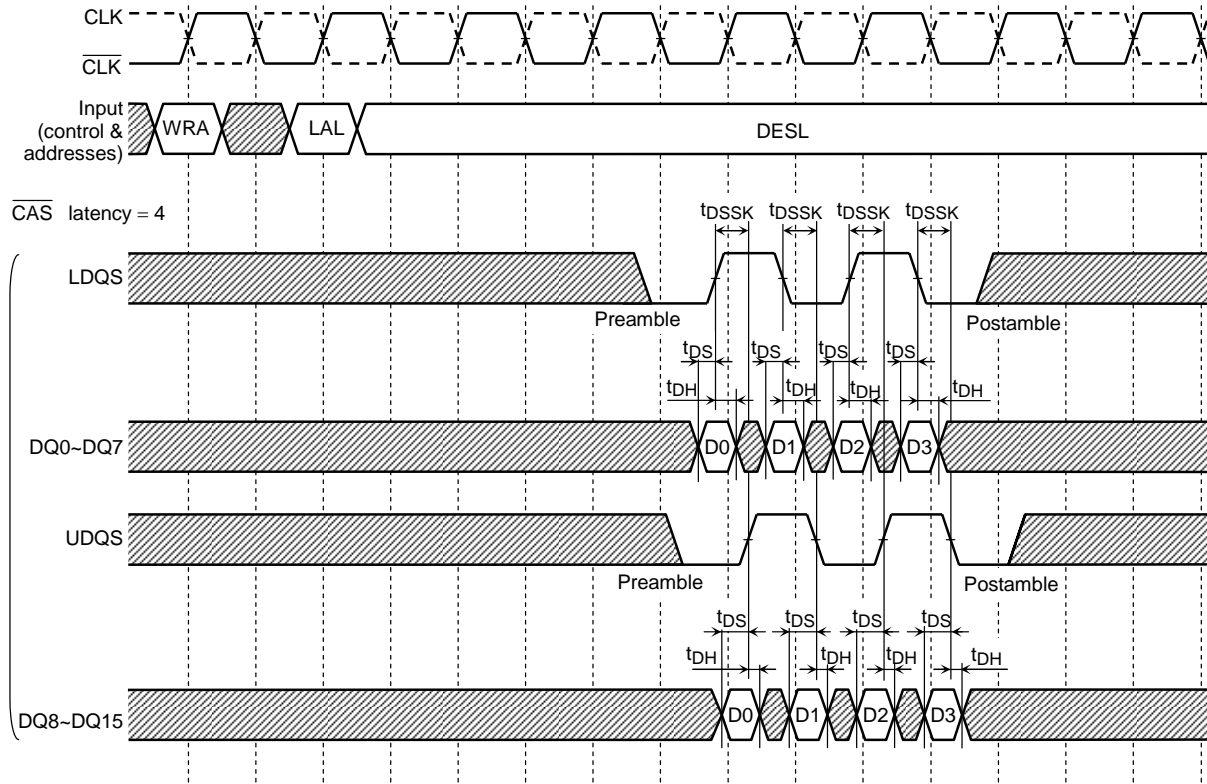 CLK
CLK
Input
(control &
addresses)
WRA
LAL
DESL
CAS latency = 4
tDSSK tDSSK tDSSK tDSSK
LDQS
Preamble
Postamble
tDS tDS tDS tDS
tDH tDH tDH tDH
DQ0~DQ7
D0 D1 D2 D3
UDQS
Preamble
Postamble
tDS tDS tDS tDS
tDH tDH tDH tDH
DQ8~DQ15
D0 D1 D2 D3